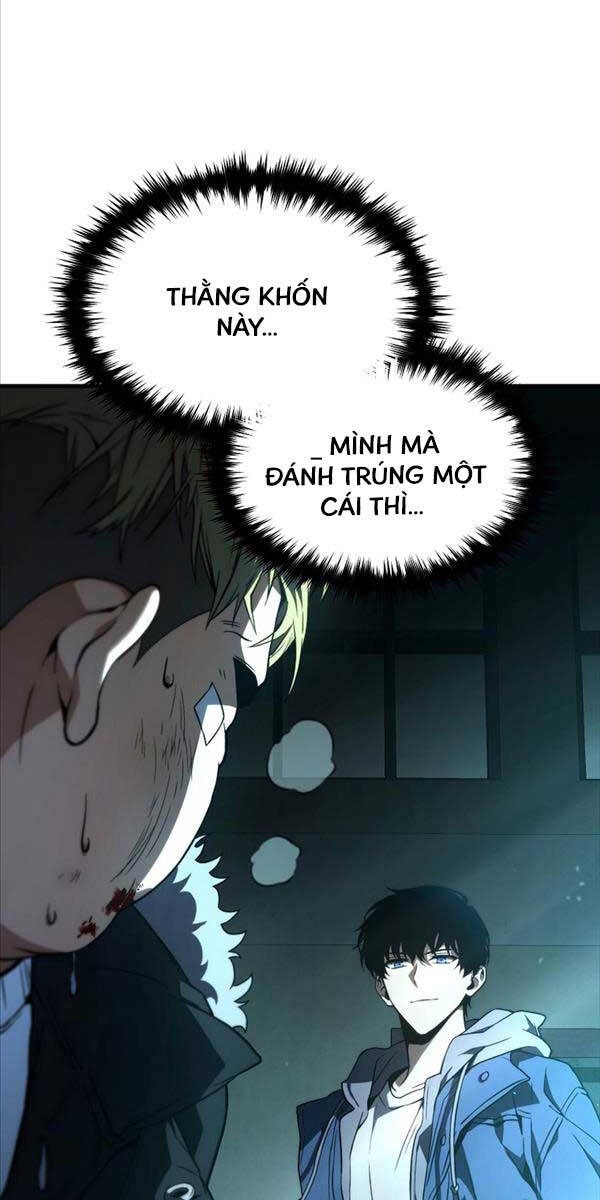 THẰNG KHỐN
NÀY...
_ MÌNH MÀ
ĐÁNH TRÚNG MỘT
CÁI THÌ...